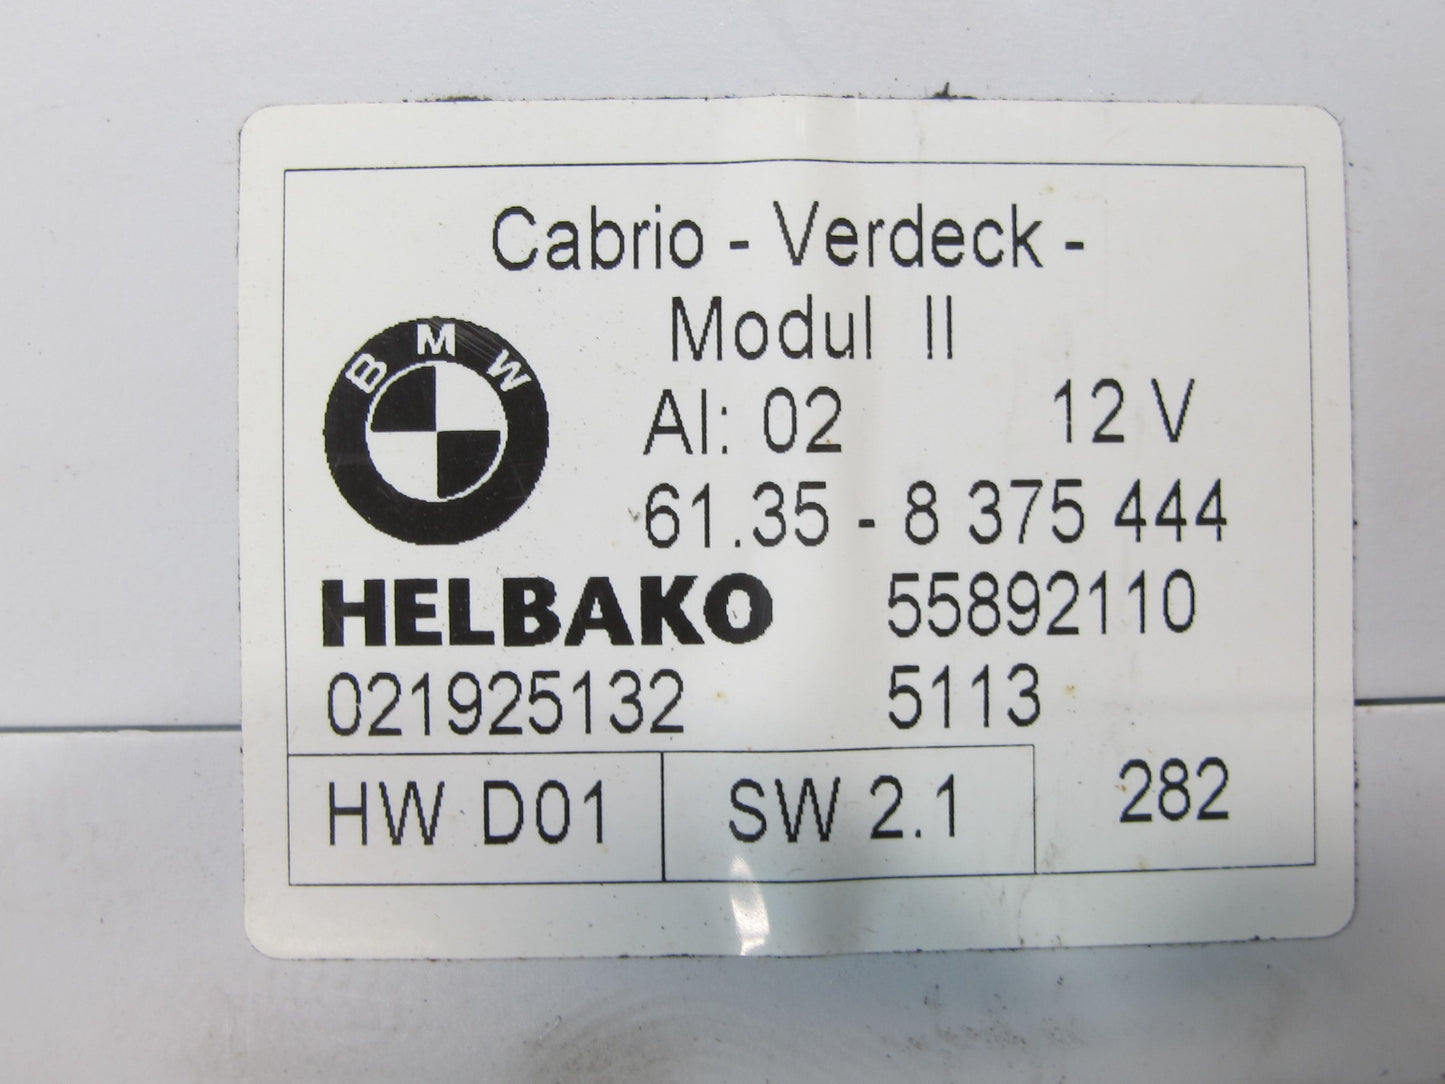 Cabrio - Verdeck -
Modul II
BMW
AI: 02 12 V
61.35 - 8 375 444
HELBAKO 55892110
021925132 5113
HW D01 SW 2.1 282